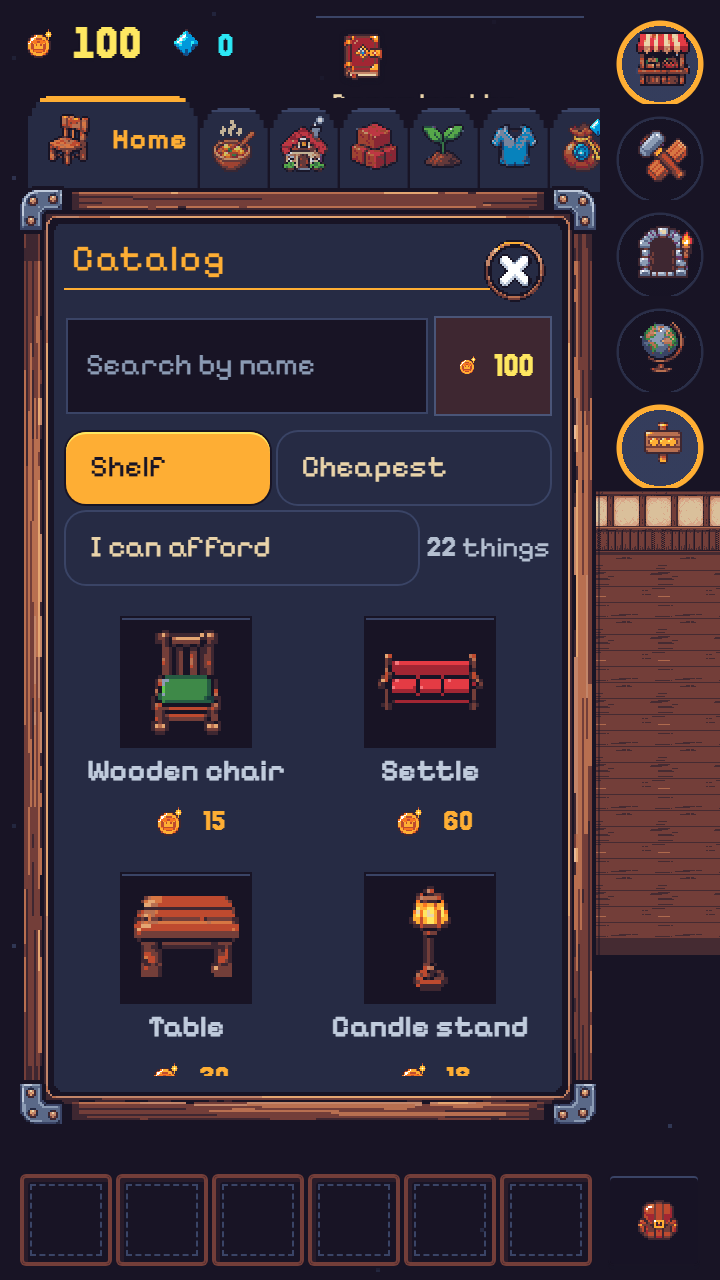 100 0
Home
Catalog
Search by name
100
Shelf
Cheapest
I can afford
22 things
Wooden chair
Settle
15
60
Table
Candle stand